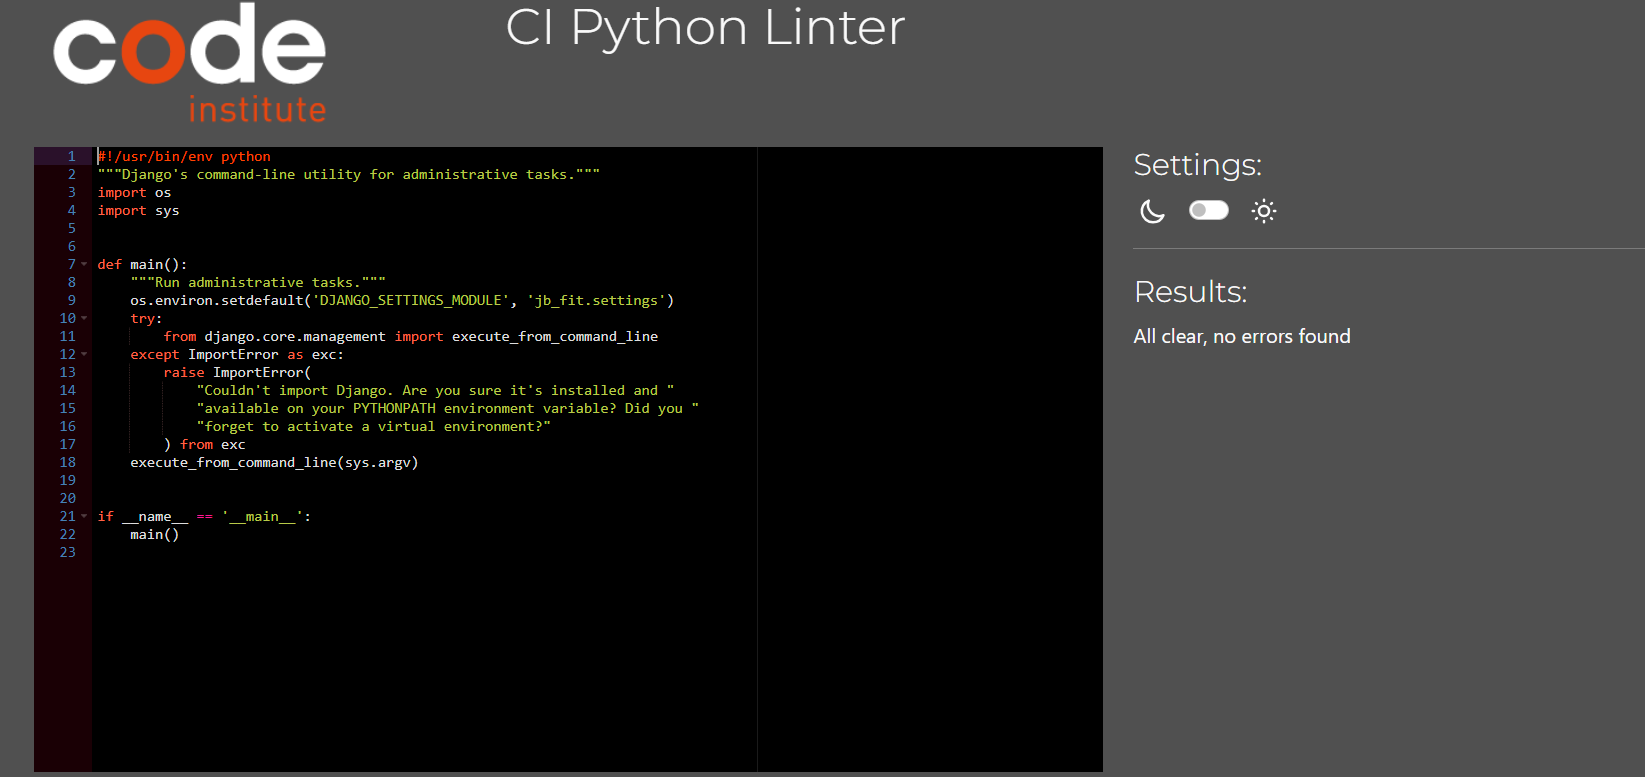 code
institute
CI Python Linter
1 #!/usr/bin/env python
2 """Django's command-line utility for administrative tasks."""
3 import os
4 import sys
5
6
7 def main():
8     """Run administrative tasks."""
9     os.environ.setdefault('DJANGO_SETTINGS_MODULE', 'jb_fit.settings')
10     try:
11         from django.core.management import execute_from_command_line
12     except ImportError as exc:
13         raise ImportError(
14             "Couldn't import Django. Are you sure it's installed and "
15             "available on your PYTHONPATH environment variable? Did you "
16             "forget to activate a virtual environment?"
17         ) from exc
18     execute_from_command_line(sys.argv)
19
20
21 if __name__ == '__main__':
22     main()
23
Settings:
Results:
All clear, no errors found